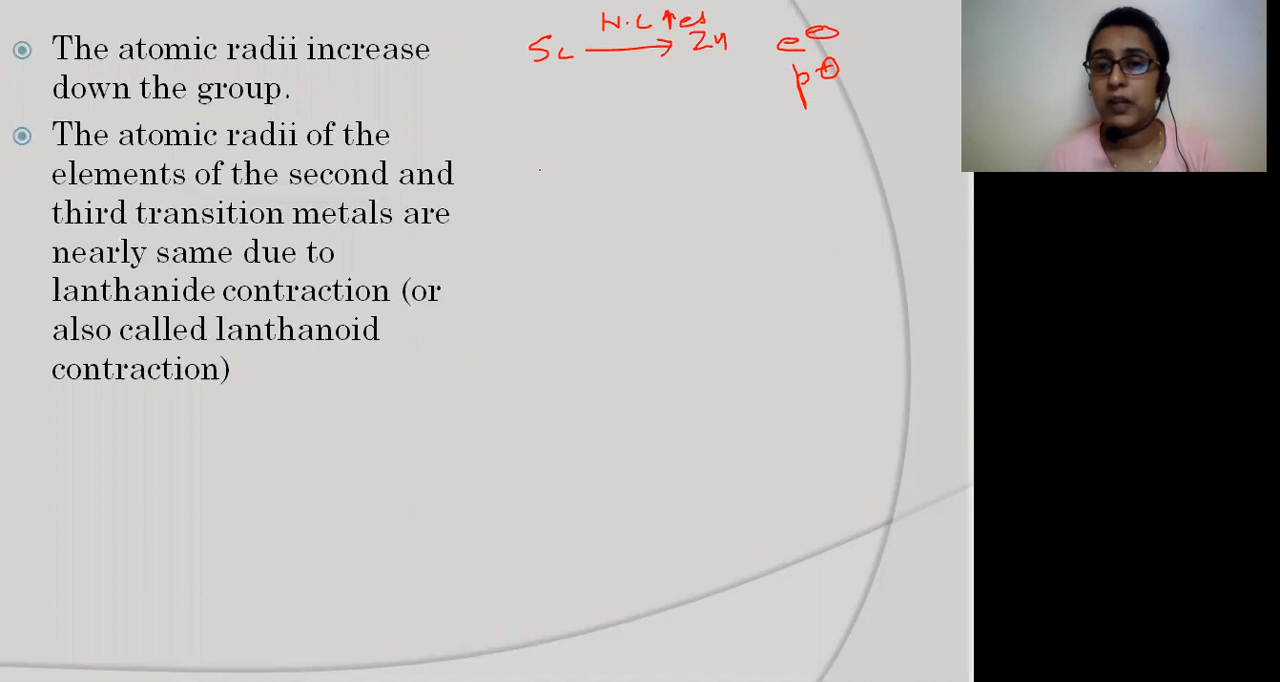 The atomic radii increase
down the group.
The atomic radii of the
elements of the second and
third transition metals are
nearly same due to
lanthanide contraction (or
also called lanthanoid
contraction)
N.C ↑es
Sc → Zn
e⊖
p⊕